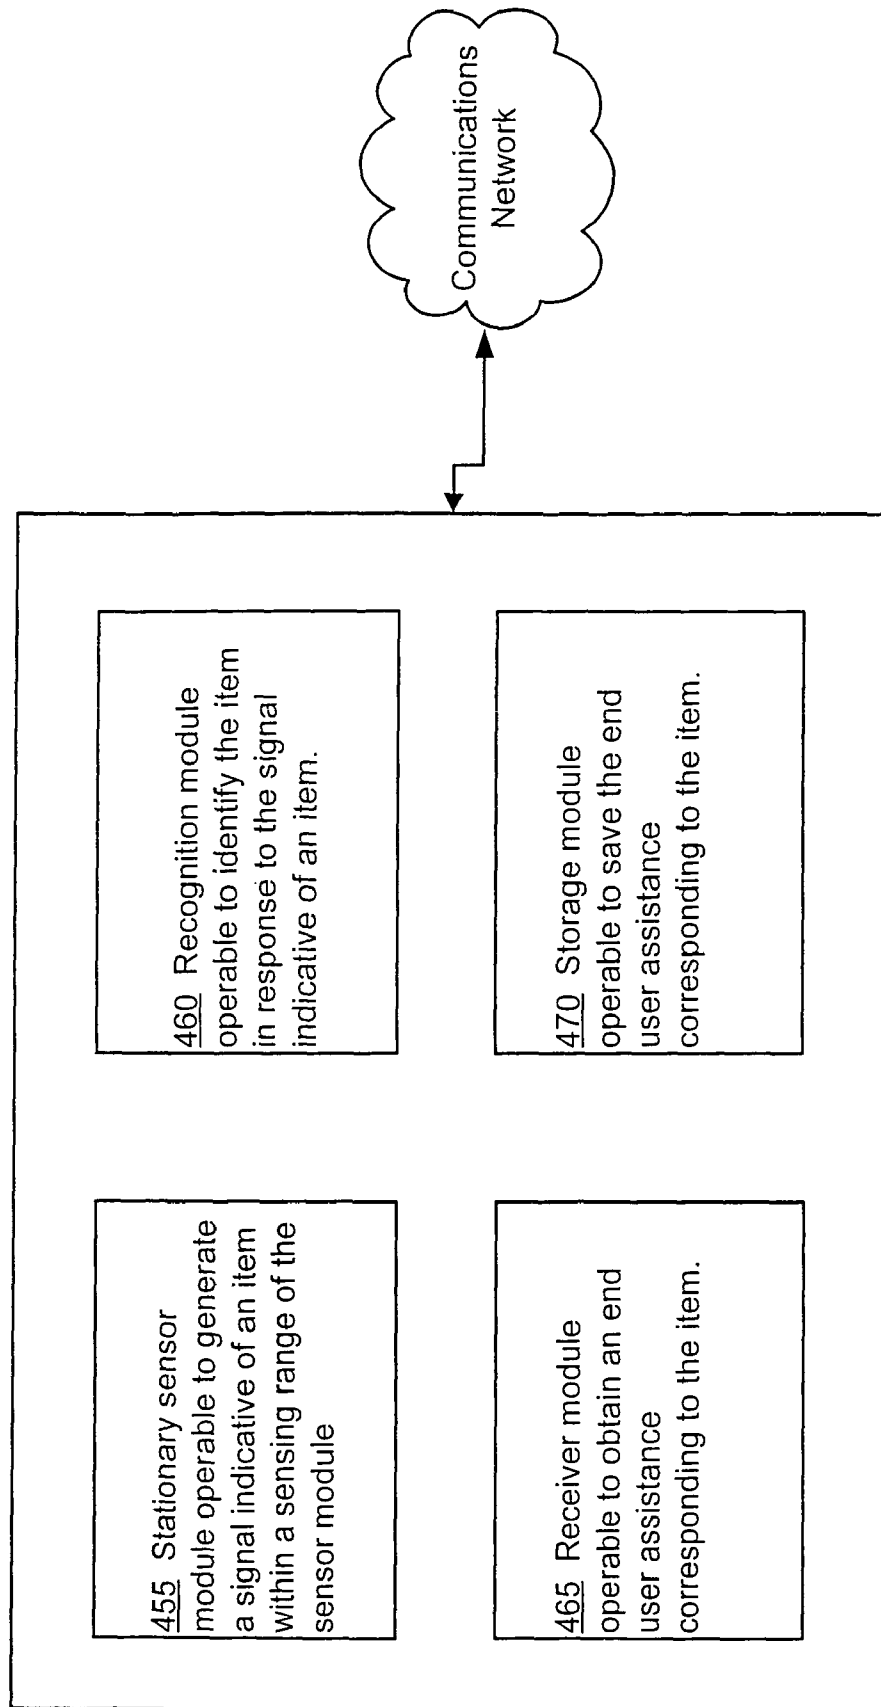 455 Stationary sensor
module operable to generate
a signal indicative of an item
within a sensing range of the
sensor module
460 Recognition module
operable to identify the item
in response to the signal
indicative of an item.
465 Receiver module
operable to obtain an end
user assistance
corresponding to the item.
470 Storage module
operable to save the end
user assistance
corresponding to the item.
Communications
Network